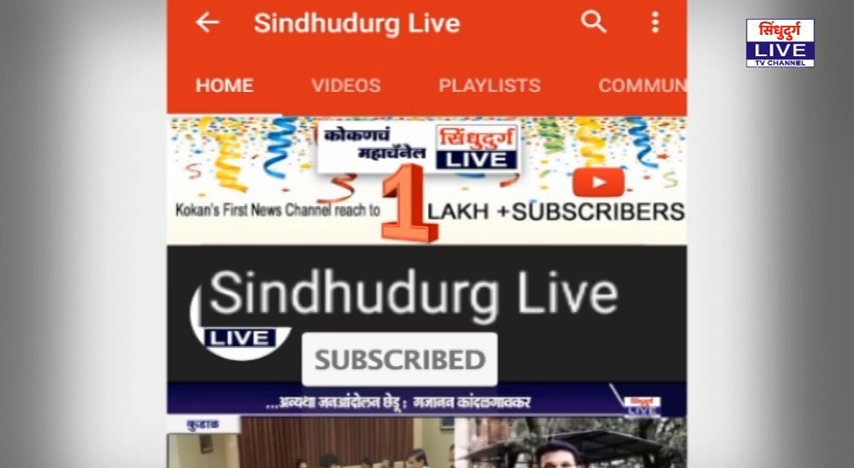 Sindhudurg Live
सिंधुदुर्ग
LIVE
TV CHANNEL
HOME VIDEOS PLAYLISTS COMMUN
कोकणचं
महाचॅनेल
सिंधुदुर्ग
LIVE
Kokan's First News Channel reach to 1 LAKH +SUBSCRIBERS
Sindhudurg Live
LIVE
SUBSCRIBED
...अन्यथा जनआंदोलन छेडू : गजानन कांदळगावकर
सिंधुदुर्ग
LIVE
कुडाळ